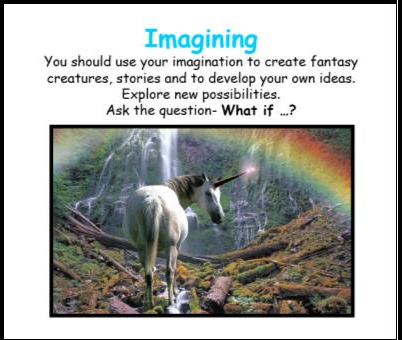 Imagining
You should use your imagination to create fantasy
creatures, stories and to develop your own ideas.
Explore new possibilities.
Ask the question- What if ...?